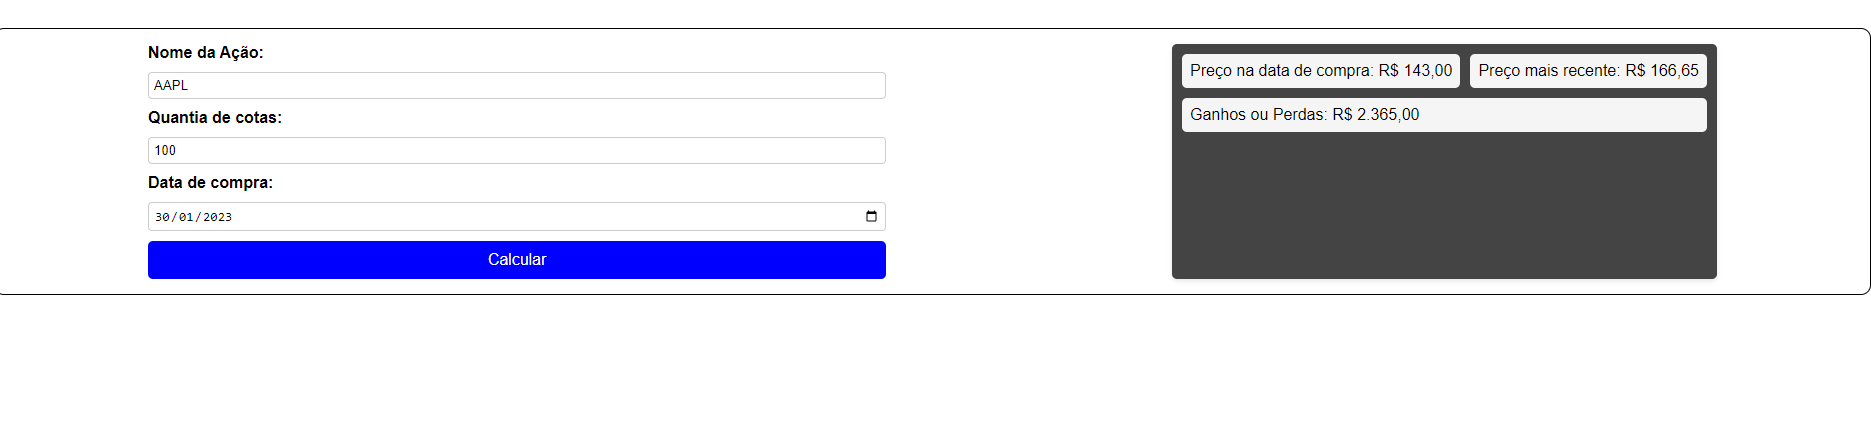 Nome da Ação:
AAPL
Quantia de cotas:
100
Data de compra:
30/01/2023
Calcular
Preço na data de compra: R$ 143,00
Preço mais recente: R$ 166,65
Ganhos ou Perdas: R$ 2.365,00